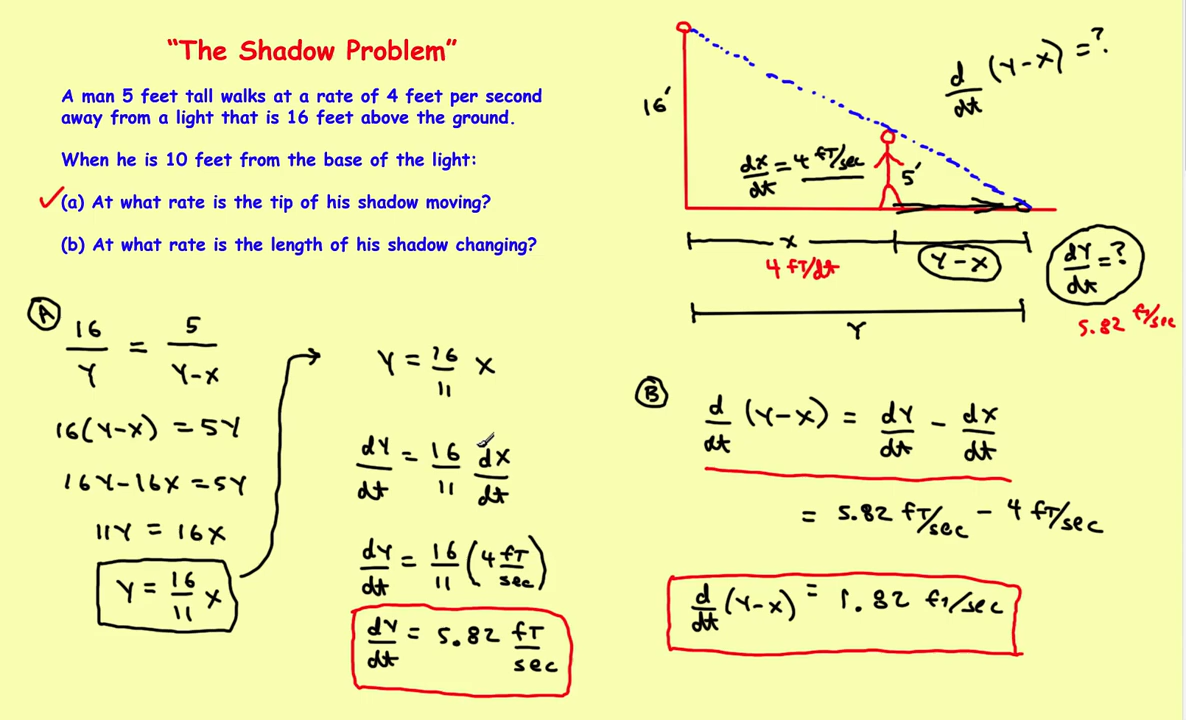 "The Shadow Problem"
A man 5 feet tall walks at a rate of 4 feet per second
away from a light that is 16 feet above the ground.
When he is 10 feet from the base of the light:
✓(a) At what rate is the tip of his shadow moving?
(b) At what rate is the length of his shadow changing?
16'
d/dt (Y-X) = ?
dx/dt = 4 fT/sec
5'
X
4 fT/dt
Y-X
dY/dt = ?
5.82 fT/sec
Y
A
16/Y = 5/Y-X
16(Y-X) = 5Y
16Y-16X = 5Y
11Y = 16X
Y = 16/11 X
Y = 16/11 X
dY/dt = 16/11 dX/dt
dY/dt = 16/11 (4 fT/sec)
dY/dt = 5.82 fT/sec
B
d/dt (Y-X) = dY/dt - dX/dt
= 5.82 fT/sec - 4 fT/sec
d/dt (Y-X) = 1.82 fT/sec